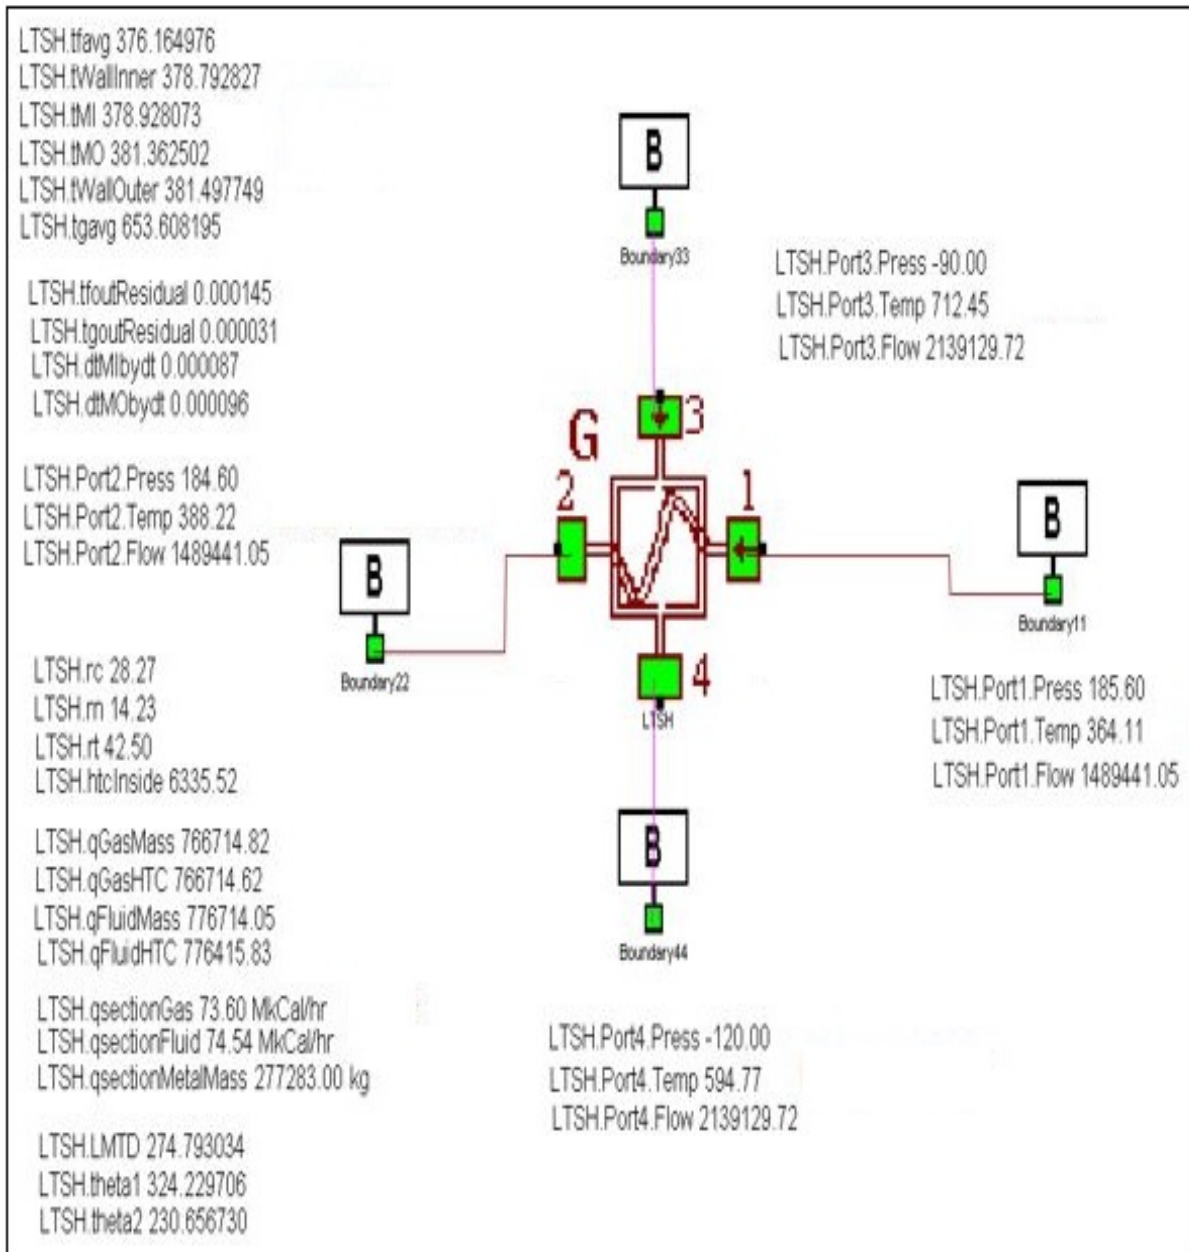 LTSH.tfavg 376.164976
LTSH.tWallInner 378.792827
LTSH.tMI 378.928073
LTSH.tMO 381.362502
LTSH.tWallOuter 381.497749
LTSH.tgavg 653.608195
LTSH.tfoutResidual 0.000145
LTSH.tgoutResidual 0.000031
LTSH.dtMIbydt 0.000087
LTSH.dtMObydt 0.000096
LTSH.Port2.Press 184.60
LTSH.Port2.Temp 388.22
LTSH.Port2.Flow 1489441.05
LTSH.rc 28.27
LTSH.rn 14.23
LTSH.rt 42.50
LTSH.htcInside 6335.52
LTSH.qGasMass 766714.82
LTSH.qGasHTC 766714.62
LTSH.qFluidMass 776714.05
LTSH.qFluidHTC 776415.83
LTSH.qsectionGas 73.60 MkCal/hr
LTSH.qsectionFluid 74.54 MkCal/hr
LTSH.qsectionMetalMass 277283.00 kg
LTSH.LMTD 274.793034
LTSH.theta1 324.229706
LTSH.theta2 230.656730
B
Boundary33
LTSH.Port3.Press -90.00
LTSH.Port3.Temp 712.45
LTSH.Port3.Flow 2139129.72
3
G
2
1
B
Boundary22
B
Boundary11
4
LTSH
LTSH.Port1.Press 185.60
LTSH.Port1.Temp 364.11
LTSH.Port1.Flow 1489441.05
B
Boundary44
LTSH.Port4.Press -120.00
LTSH.Port4.Temp 594.77
LTSH.Port4.Flow 2139129.72